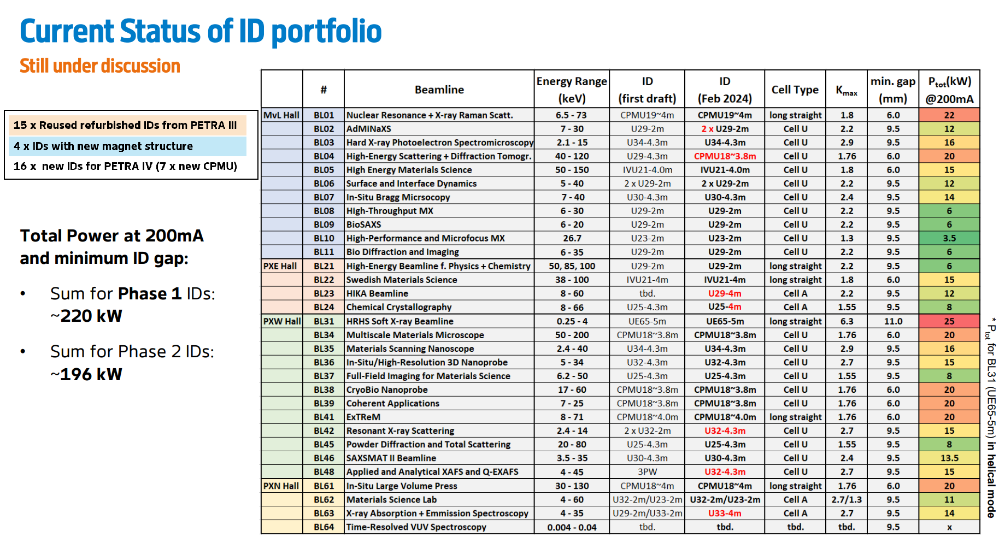 Current Status of ID portfolio
Still under discussion
15 x Reused refurbished IDs from PETRA III
4 x IDs with new magnet structure
16 x  new IDs for PETRA IV (7 x new CPMU)
Total Power at 200mA
and minimum ID gap:
• Sum for Phase 1 IDs:
~220 kW
• Sum for Phase 2 IDs:
~196 kW
# Beamline Energy Range (keV) ID (first draft) ID (Feb 2024) Cell Type Kmax min. gap (mm) Ptot(kW) @200mA
MvL Hall BL01 Nuclear Resonance + X-ray Raman Scatt. 6.5 - 73 CPMU19~4m CPMU19~4m long straight 1.8 6.0 22
BL02 AdMiNaXS 7 - 30 U29-2m 2 x U29-2m Cell U 2.2 9.5 12
BL03 Hard X-ray Photoelectron Spectromicroscopy 2.1 - 15 U34-4.3m U34-4.3m Cell U 2.9 9.5 16
BL04 High-Energy Scattering + Diffraction Tomogr. 40 - 120 U29-4.3m CPMU18~3.8m Cell U 1.76 6.0 20
BL05 High Energy Materials Science 50 - 150 IVU21-4.0m IVU21-4.0m Cell U 1.8 6.0 15
BL06 Surface and Interface Dynamics 5 - 40 2 x U29-2m 2 x U29-2m Cell U 2.2 9.5 12
BL07 In-Situ Bragg Micrsocopy 7 - 40 U30-4.3m U30-4.3m Cell U 2.4 9.5 14
BL08 High-Throughput MX 6 - 30 U29-2m U29-2m Cell U 2.2 9.5 6
BL09 BioSAXS 6 - 20 U29-2m U29-2m Cell U 2.2 9.5 6
BL10 High-Performance and Microfocus MX 26.7 U23-2m U23-2m Cell U 1.3 9.5 3.5
BL11 Bio Diffraction and Imaging 6 - 35 U29-2m U29-2m Cell U 2.2 9.5 6
PXE Hall BL21 High-Energy Beamline f. Physics + Chemistry 50, 85, 100 U29-2m U29-2m long straight 2.2 9.5 6
BL22 Swedish Materials Science 38 - 100 IVU21-4m IVU21-4m long straight 1.8 6.0 15
BL23 HIKA Beamline 8 - 60 tbd. U29-4m Cell A 2.2 9.5 12
BL24 Chemical Crystallography 8 - 66 U25-4.3m U25-4m Cell A 1.55 9.5 8
PXW Hall BL31 HRHS Soft X-ray Beamline 0.25 - 4 UE65-5m UE65-5m long straight 6.3 11.0 25
BL34 Multiscale Materials Microscope 50 - 200 CPMU18~3.8m CPMU18~3.8m Cell U 1.76 6.0 20
BL35 Materials Scanning Nanoscope 2.4 - 40 U34-4.3m U34-4.3m Cell U 2.9 9.5 16
BL36 In-Situ/High-Resolution 3D Nanoprobe 5 - 34 U32-4.3m U32-4.3m Cell U 2.7 9.5 15
BL37 Full-Field Imaging for Materials Science 6.2 - 50 U25-4.3m U25-4.3m Cell U 1.55 9.5 8
BL38 CryoBio Nanoprobe 17 - 60 CPMU18~3.8m CPMU18~3.8m Cell U 1.76 6.0 20
BL39 Coherent Applications 7 - 25 CPMU18~3.8m CPMU18~3.8m Cell U 1.76 6.0 20
BL41 ExTReM 8 - 71 CPMU18~4.0m CPMU18~4.0m long straight 1.76 6.0 20
BL42 Resonant X-ray Scattering 2.4 - 14 2 x U32-2m U32-4.3m Cell U 2.7 9.5 15
BL45 Powder Diffraction and Total Scattering 20 - 80 U25-4.3m U25-4.3m Cell U 1.55 9.5 8
BL46 SAXSMAT II Beamline 3.5 - 35 U30-4.3m U30-4.3m Cell U 2.4 9.5 13.5
BL48 Applied and Analytical XAFS and Q-EXAFS 4 - 45 3PW U32-4.3m Cell U 2.7 9.5 15
PXN Hall BL61 In-Situ Large Volume Press 30 - 130 CPMU18~4m CPMU18~4m long straight 1.76 6.0 20
BL62 Materials Science Lab 4 - 60 U32-2m/U23-2m U32-2m/U23-2m Cell A 2.7/1.3 9.5 11
BL63 X-ray Absorption + Emmission Spectroscopy 4 - 35 U29-2m/U33-2m U33-4m Cell A 2.7 9.5 14
BL64 Time-Resolved VUV Spectroscopy 0.004 - 0.04 tbd. tbd. tbd. tbd. 9.5 x
* Ptot for BL31 (UE65-5m) in helical mode